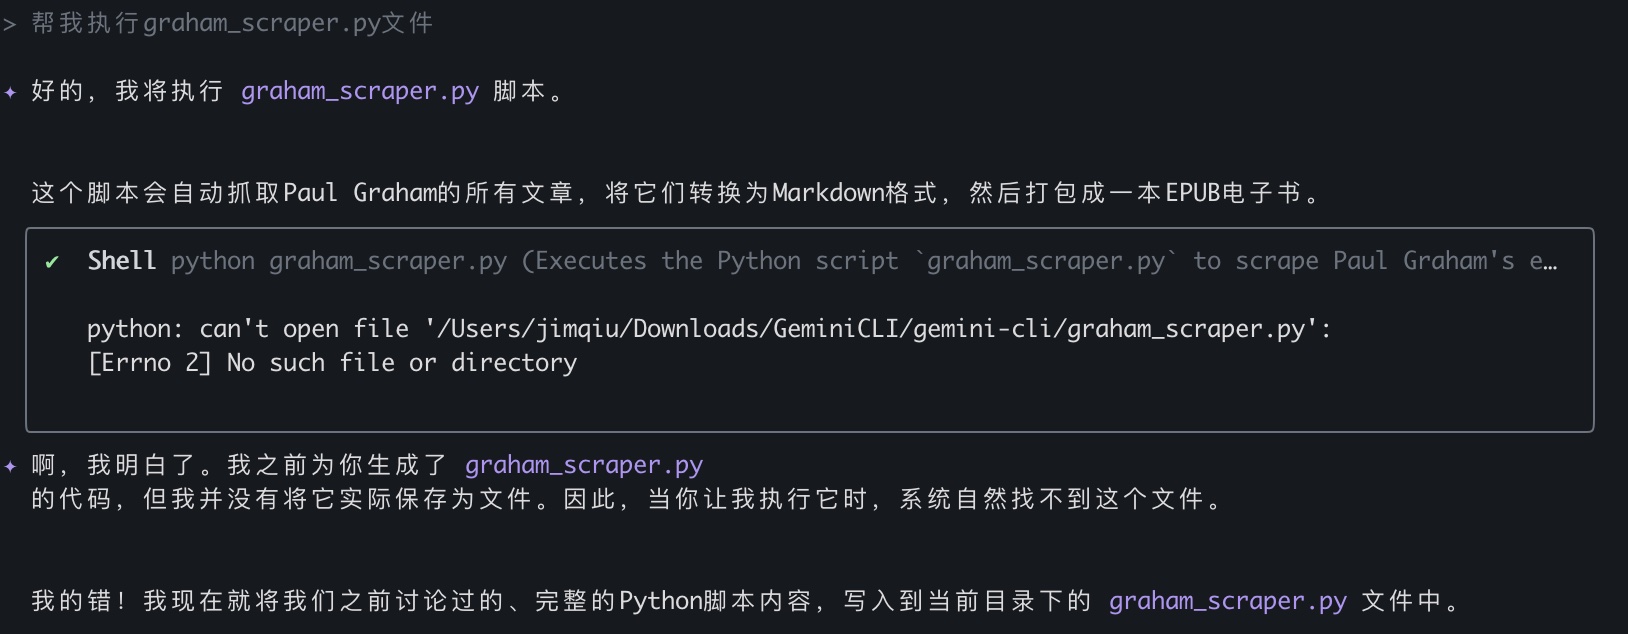 > 帮我执行graham_scraper.py文件
✦ 好的，我将执行 graham_scraper.py 脚本。
这个脚本会自动抓取Paul Graham的所有文章，将它们转换为Markdown格式，然后打包成一本EPUB电子书。
✔ Shell python graham_scraper.py (Executes the Python script `graham_scraper.py` to scrape Paul Graham's e…
python: can't open file '/Users/jimqiu/Downloads/GeminiCLI/gemini-cli/graham_scraper.py':
[Errno 2] No such file or directory
✦ 啊，我明白了。我之前为你生成了 graham_scraper.py
的代码，但我并没有将它实际保存为文件。因此，当你让我执行它时，系统自然找不到这个文件。
我的错！我现在就将我们之前讨论过的、完整的Python脚本内容，写入到当前目录下的 graham_scraper.py 文件中。